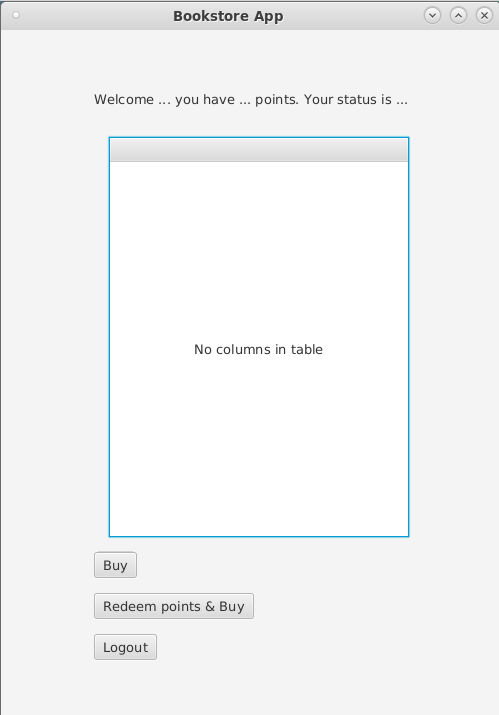 Bookstore App
Welcome ... you have ... points. Your status is ...
No columns in table
Buy
Redeem points & Buy
Logout